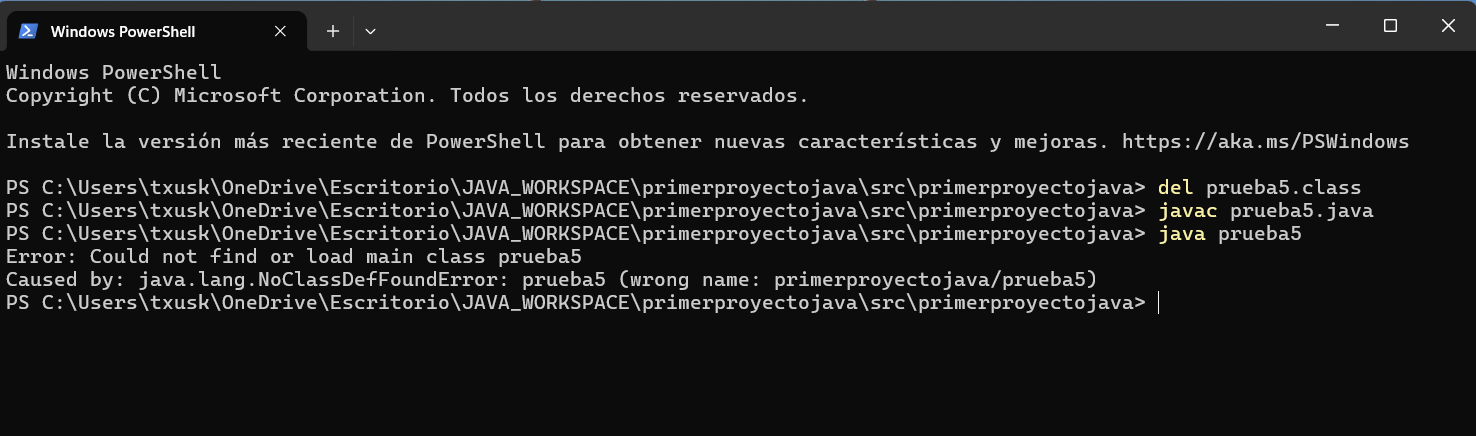 Windows PowerShell
Windows PowerShell
Copyright (C) Microsoft Corporation. Todos los derechos reservados.
Instale la versión más reciente de PowerShell para obtener nuevas características y mejoras. https://aka.ms/PSWindows
PS C:\Users\txusk\OneDrive\Escritorio\JAVA_WORKSPACE\primerproyectojava\src\primerproyectojava> del prueba5.class
PS C:\Users\txusk\OneDrive\Escritorio\JAVA_WORKSPACE\primerproyectojava\src\primerproyectojava> javac prueba5.java
PS C:\Users\txusk\OneDrive\Escritorio\JAVA_WORKSPACE\primerproyectojava\src\primerproyectojava> java prueba5
Error: Could not find or load main class prueba5
Caused by: java.lang.NoClassDefFoundError: prueba5 (wrong name: primerproyectojava/prueba5)
PS C:\Users\txusk\OneDrive\Escritorio\JAVA_WORKSPACE\primerproyectojava\src\primerproyectojava>